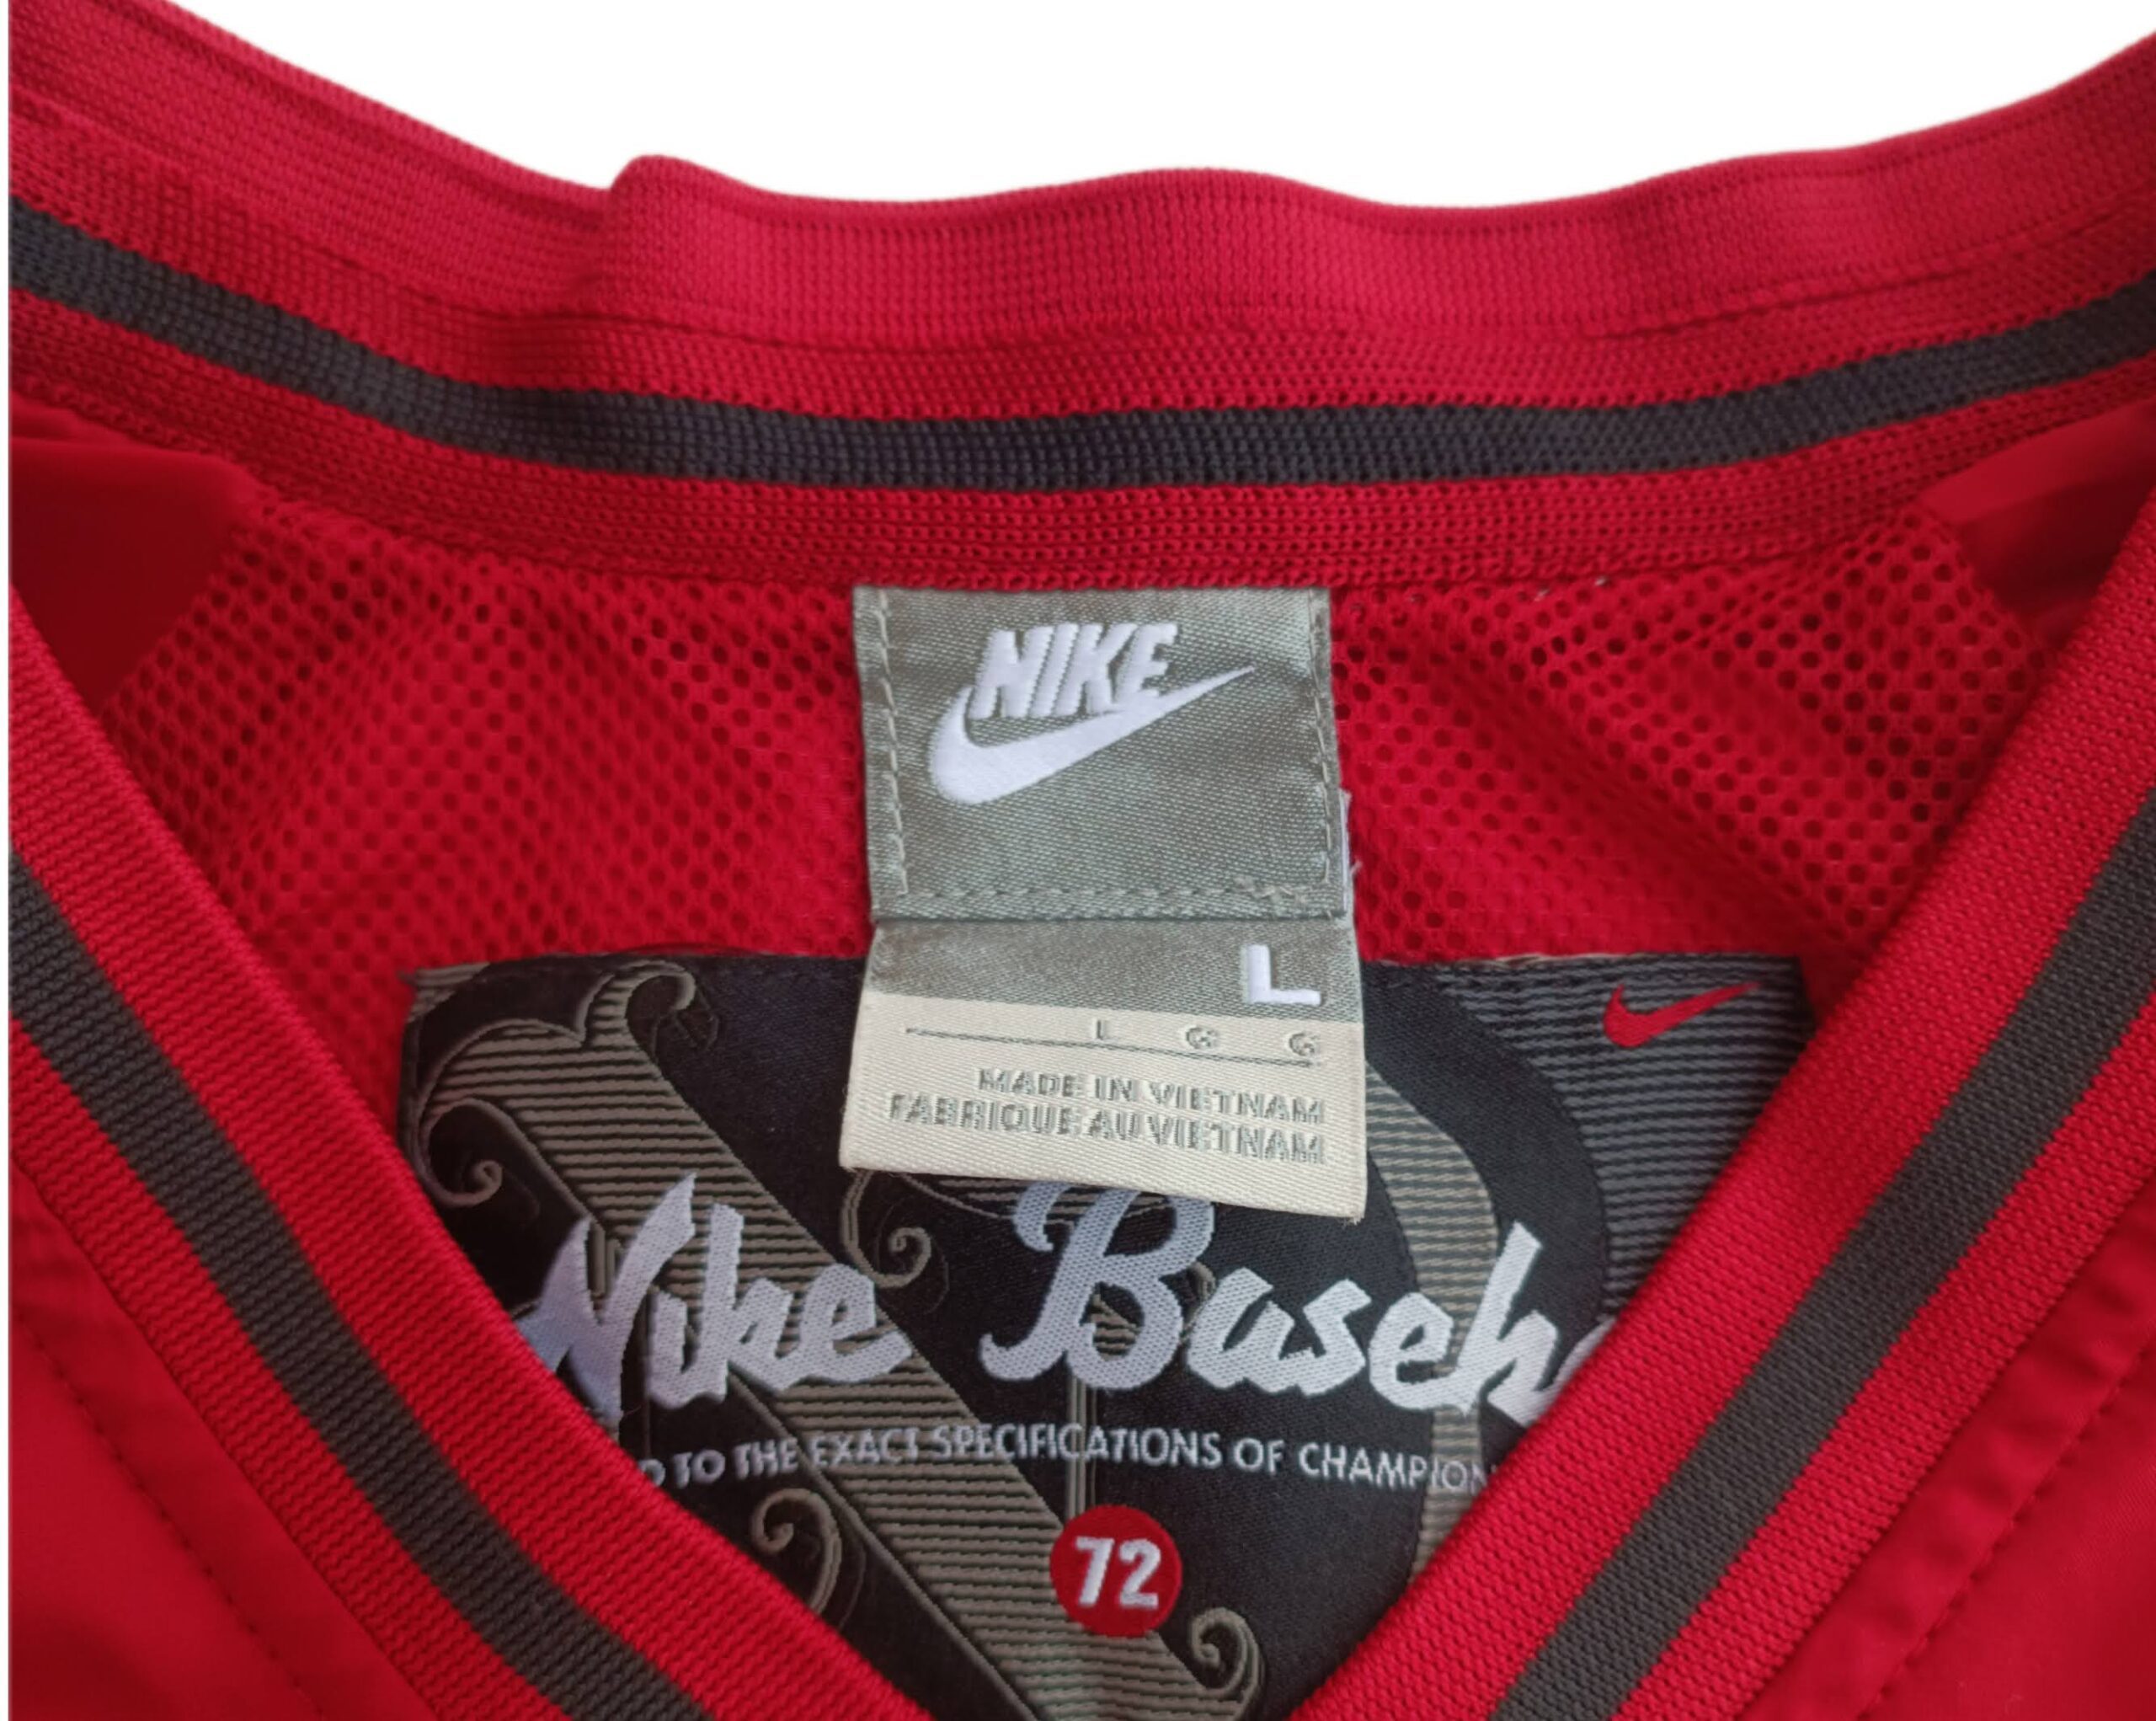 NIKE
L
L G G
MADE IN VIETNAM
FABRIQUE AU VIETNAM
Nike Baseb
TO THE EXACT SPECIFICATIONS OF CHAMPION
72